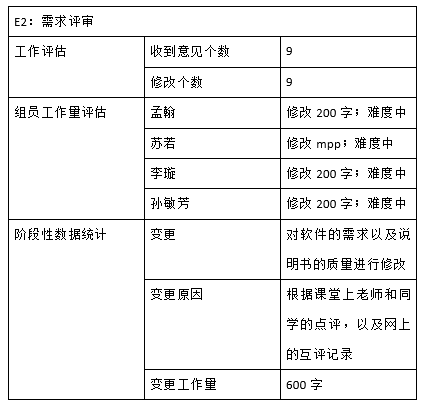 E2：需求评审
工作评估 收到意见个数 9
修改个数 9
组员工作量评估 孟翰 修改 200 字；难度中
苏若 修改 mpp；难度中
李璇 修改 200 字；难度中
孙敏芳 修改 200 字；难度中
阶段性数据统计 变更 对软件的需求以及说
明书的质量进行修改
变更原因 根据课堂上老师和同
学的点评，以及网上
的互评记录
变更工作量 600 字